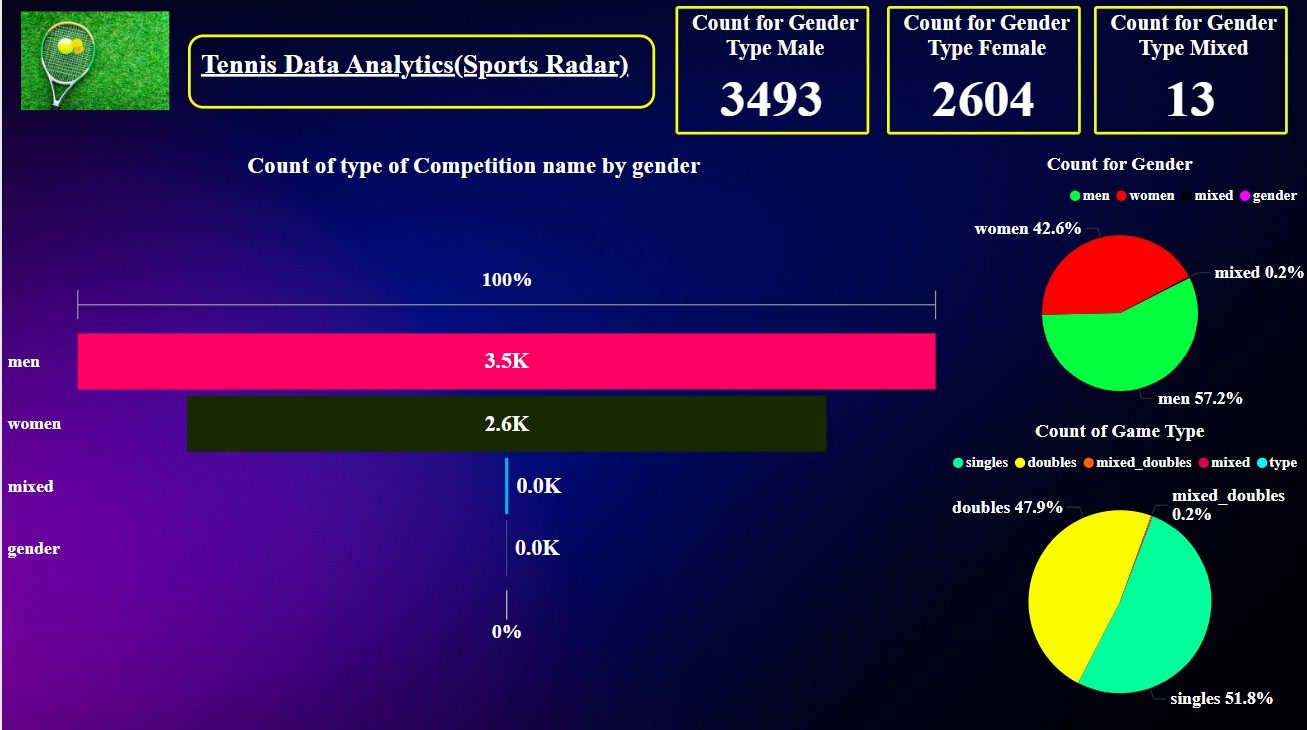 Tennis Data Analytics(Sports Radar)
Count for Gender
Type Male
3493
Count for Gender
Type Female
2604
Count for Gender
Type Mixed
13
Count of type of Competition name by gender
100%
men
3.5K
women
2.6K
mixed
0.0K
gender
0.0K
0%
Count for Gender
men women mixed gender
women 42.6%
mixed 0.2%
men 57.2%
Count of Game Type
singles doubles mixed_doubles mixed type
doubles 47.9%
mixed_doubles
0.2%
singles 51.8%